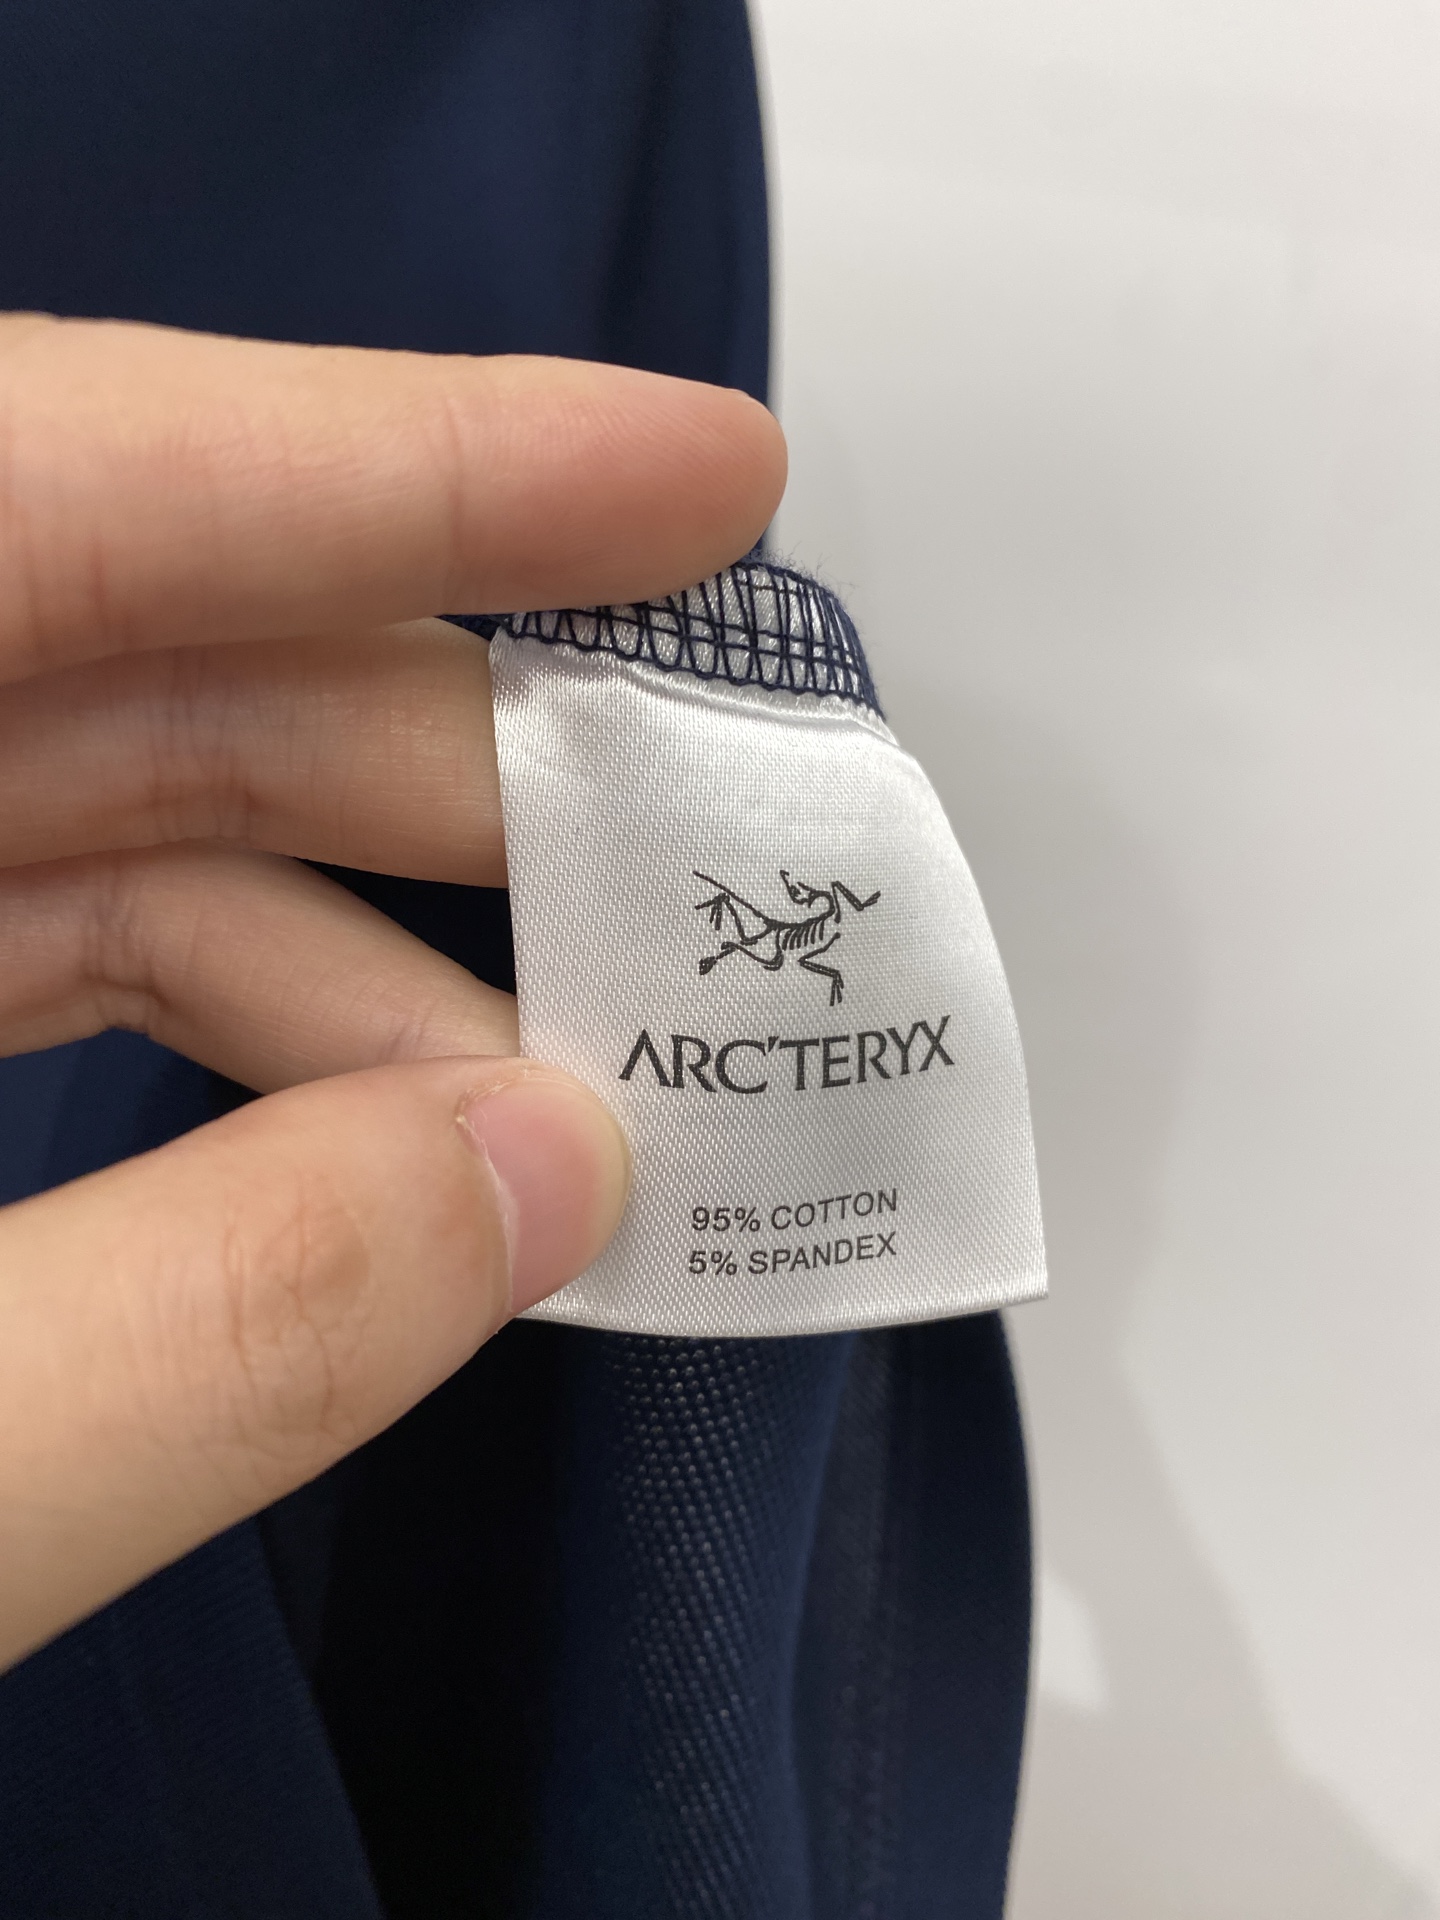 ARC'TERYX
95% COTTON
5% SPANDEX